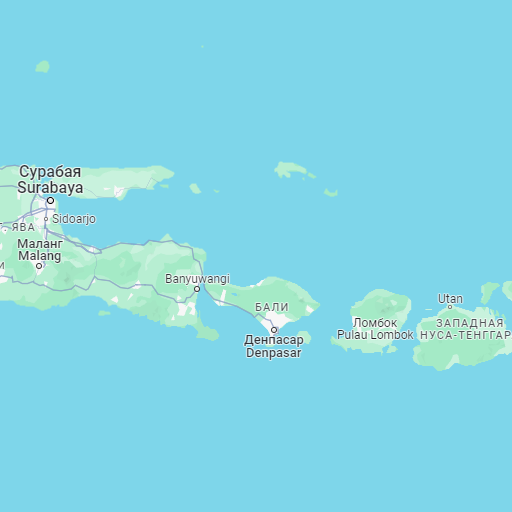 Сурабая
Surabaya
Sidoarjo
Т. ЯВА
Маланг
Malang
И
Banyuwangi
БАЛИ
Денпасар
Denpasar
Ломбок
Pulau Lombok
Utan
ЗАПАДНАЯ
НУСА-ТЕНГГАР